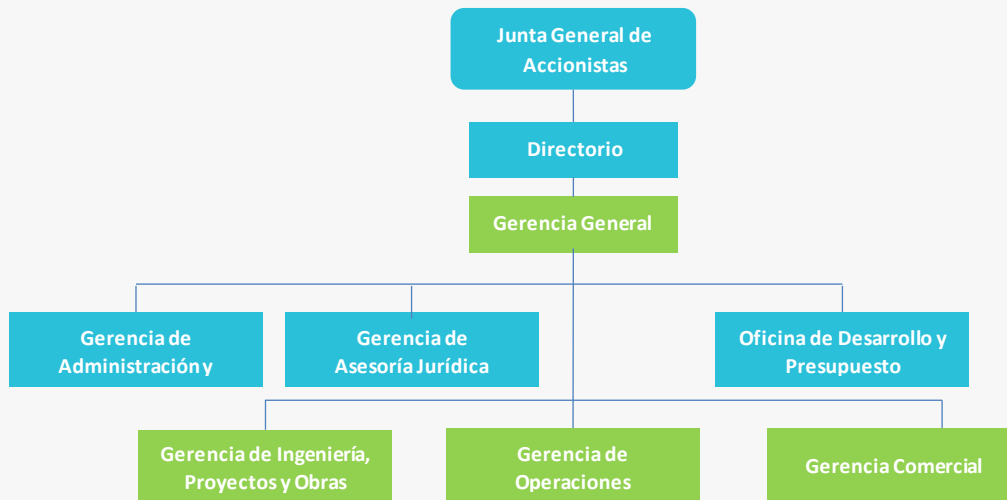 Junta General de
Accionistas
Directorio
Gerencia General
Gerencia de
Administración y
Gerencia de
Asesoría Jurídica
Oficina de Desarrollo y
Presupuesto
Gerencia de Ingeniería,
Proyectos y Obras
Gerencia de
Operaciones
Gerencia Comercial